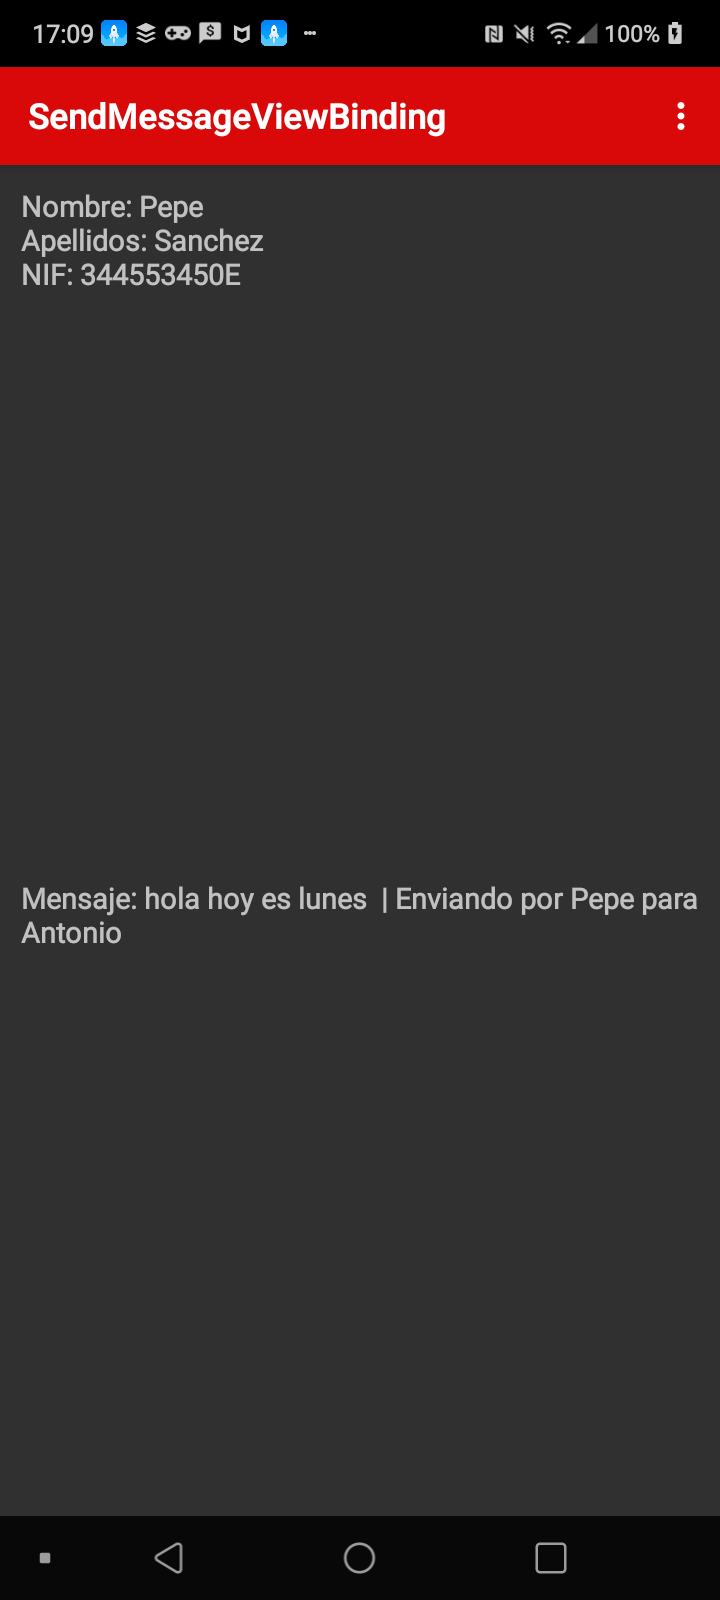 17:09
100%
SendMessageViewBinding
Nombre: Pepe
Apellidos: Sanchez
NIF: 344553450E
Mensaje: hola hoy es lunes  | Enviando por Pepe para
Antonio